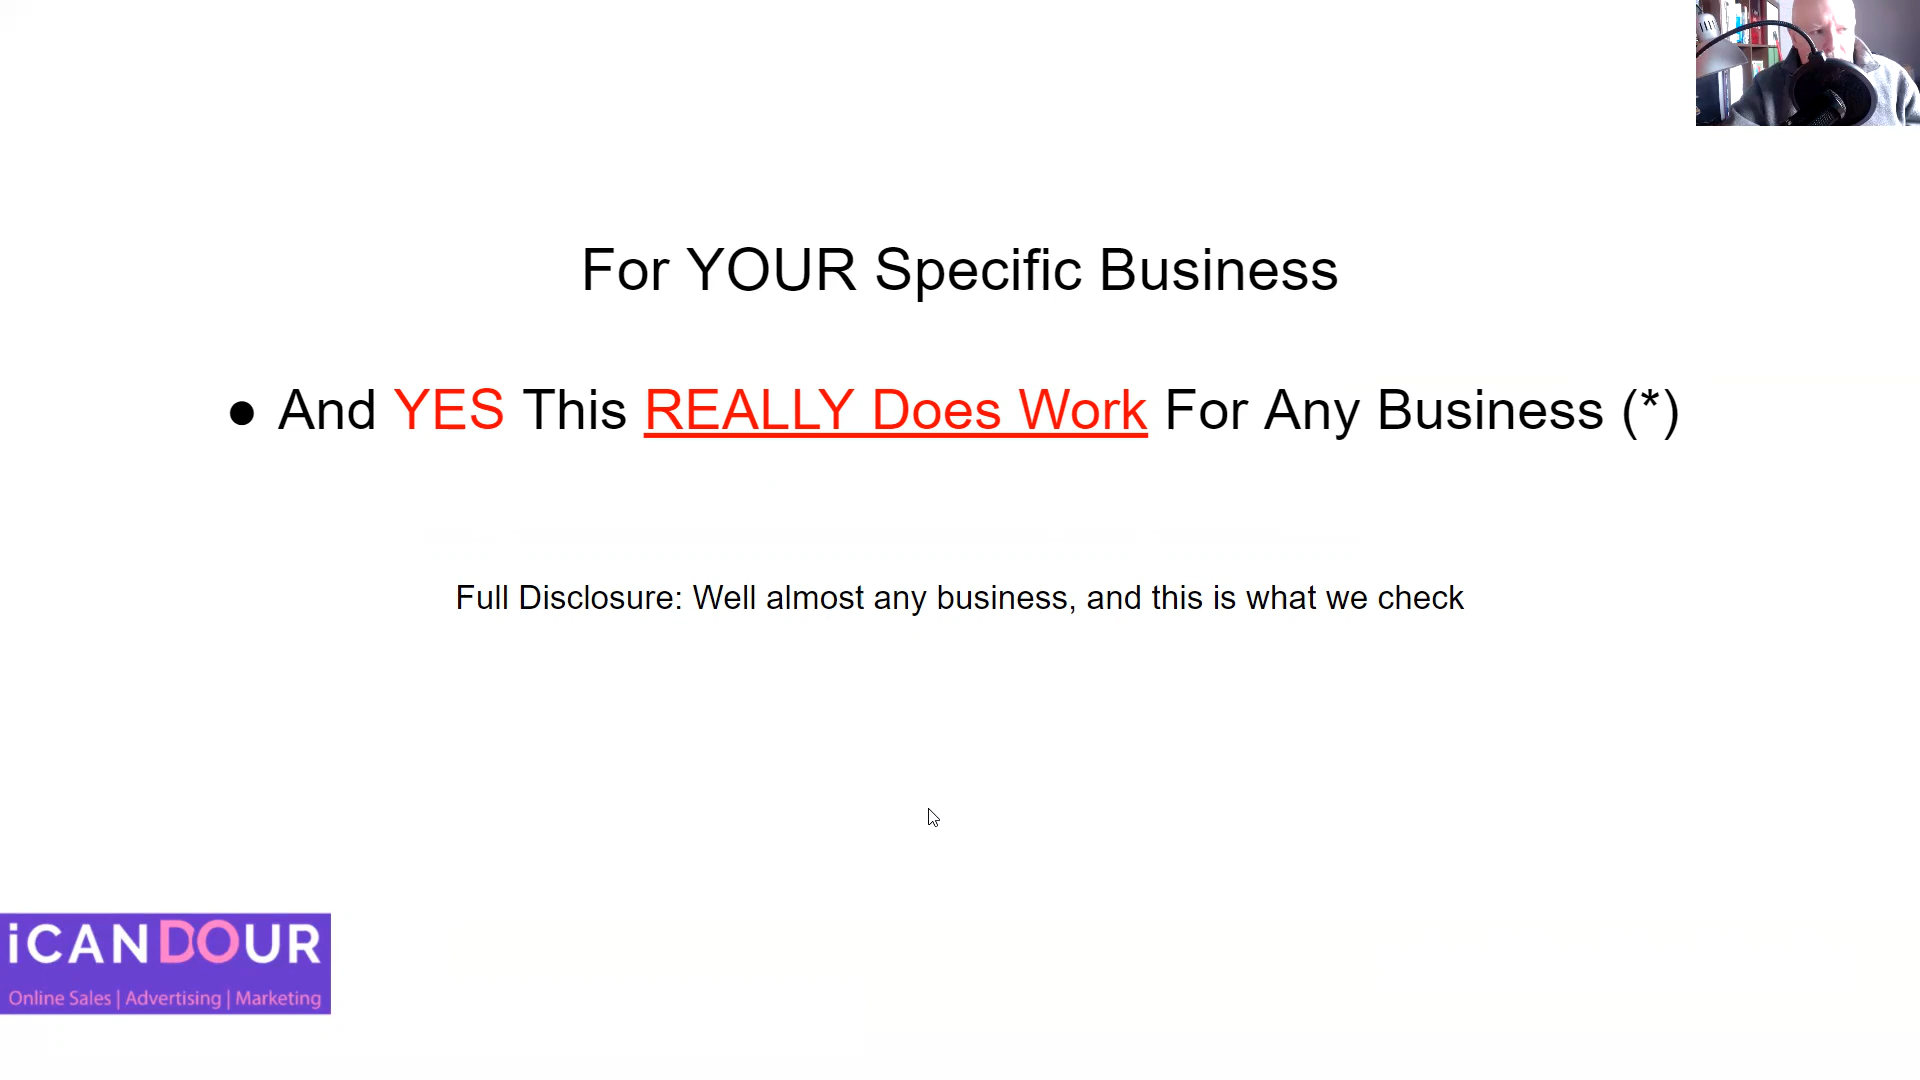 For YOUR Specific Business
● And YES This REALLY Does Work For Any Business (*)
Full Disclosure: Well almost any business, and this is what we check
iCANDOUR
Online Sales | Advertising | Marketing